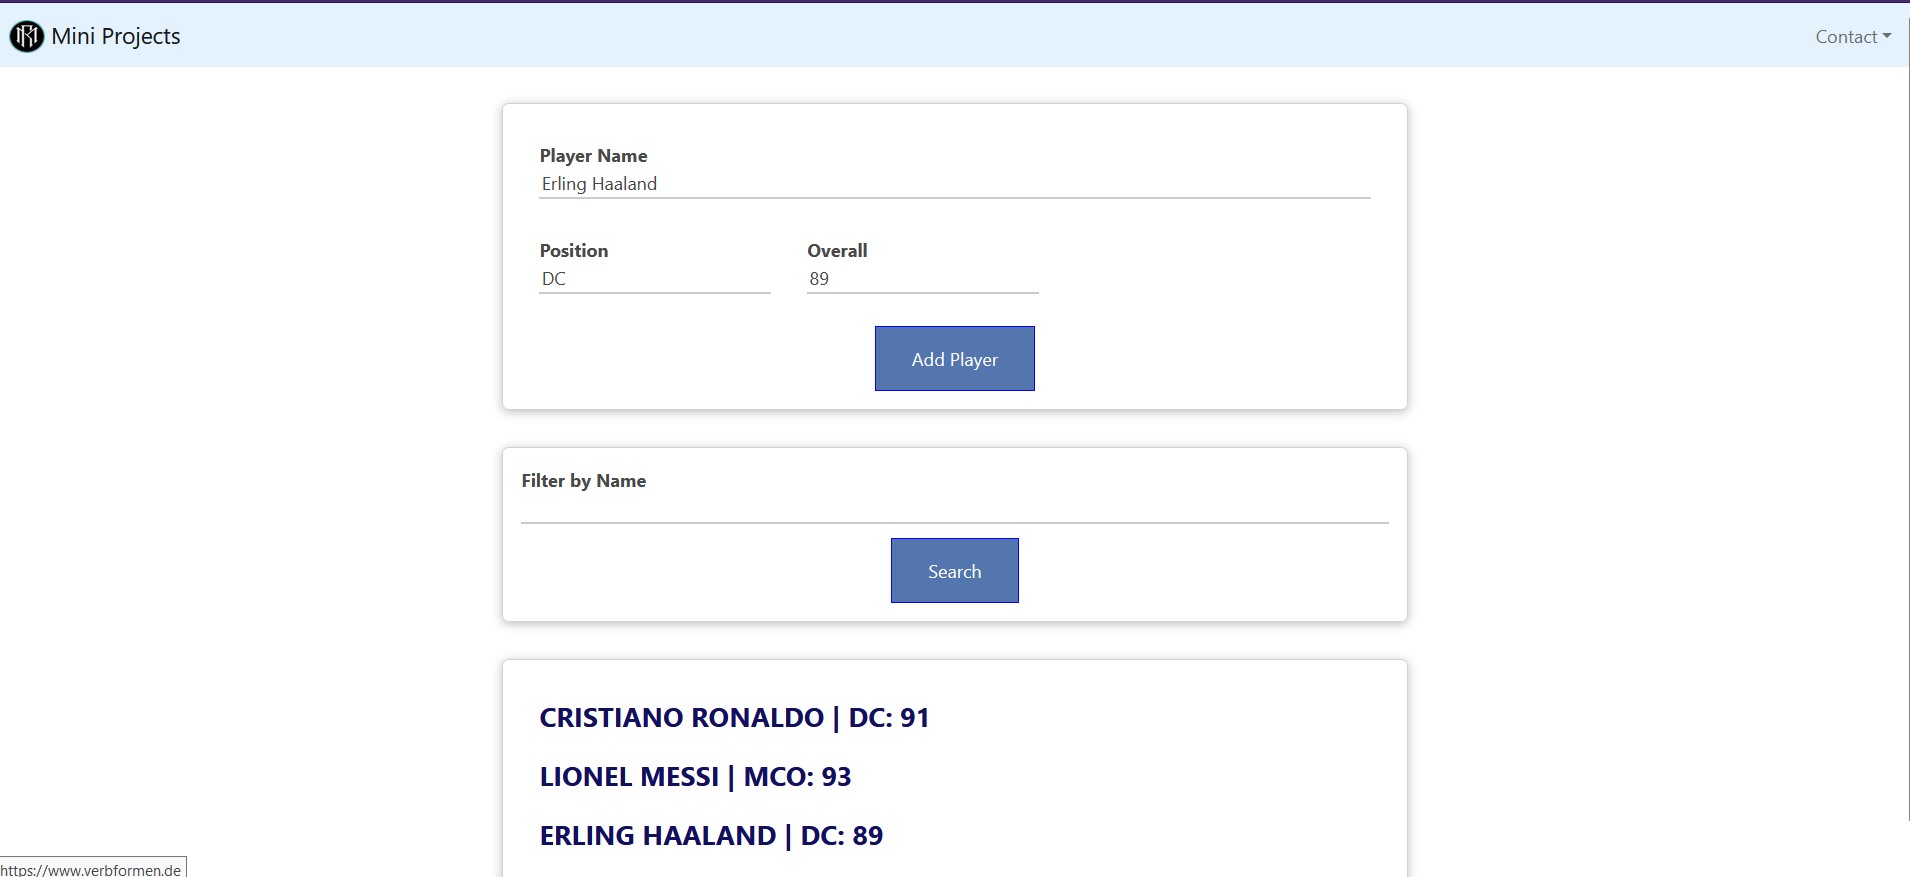 Mini Projects
Contact
Player Name
Erling Haaland
Position Overall
DC 89
Add Player
Filter by Name
Search
CRISTIANO RONALDO | DC: 91
LIONEL MESSI | MCO: 93
ERLING HAALAND | DC: 89
https://www.verbformen.de